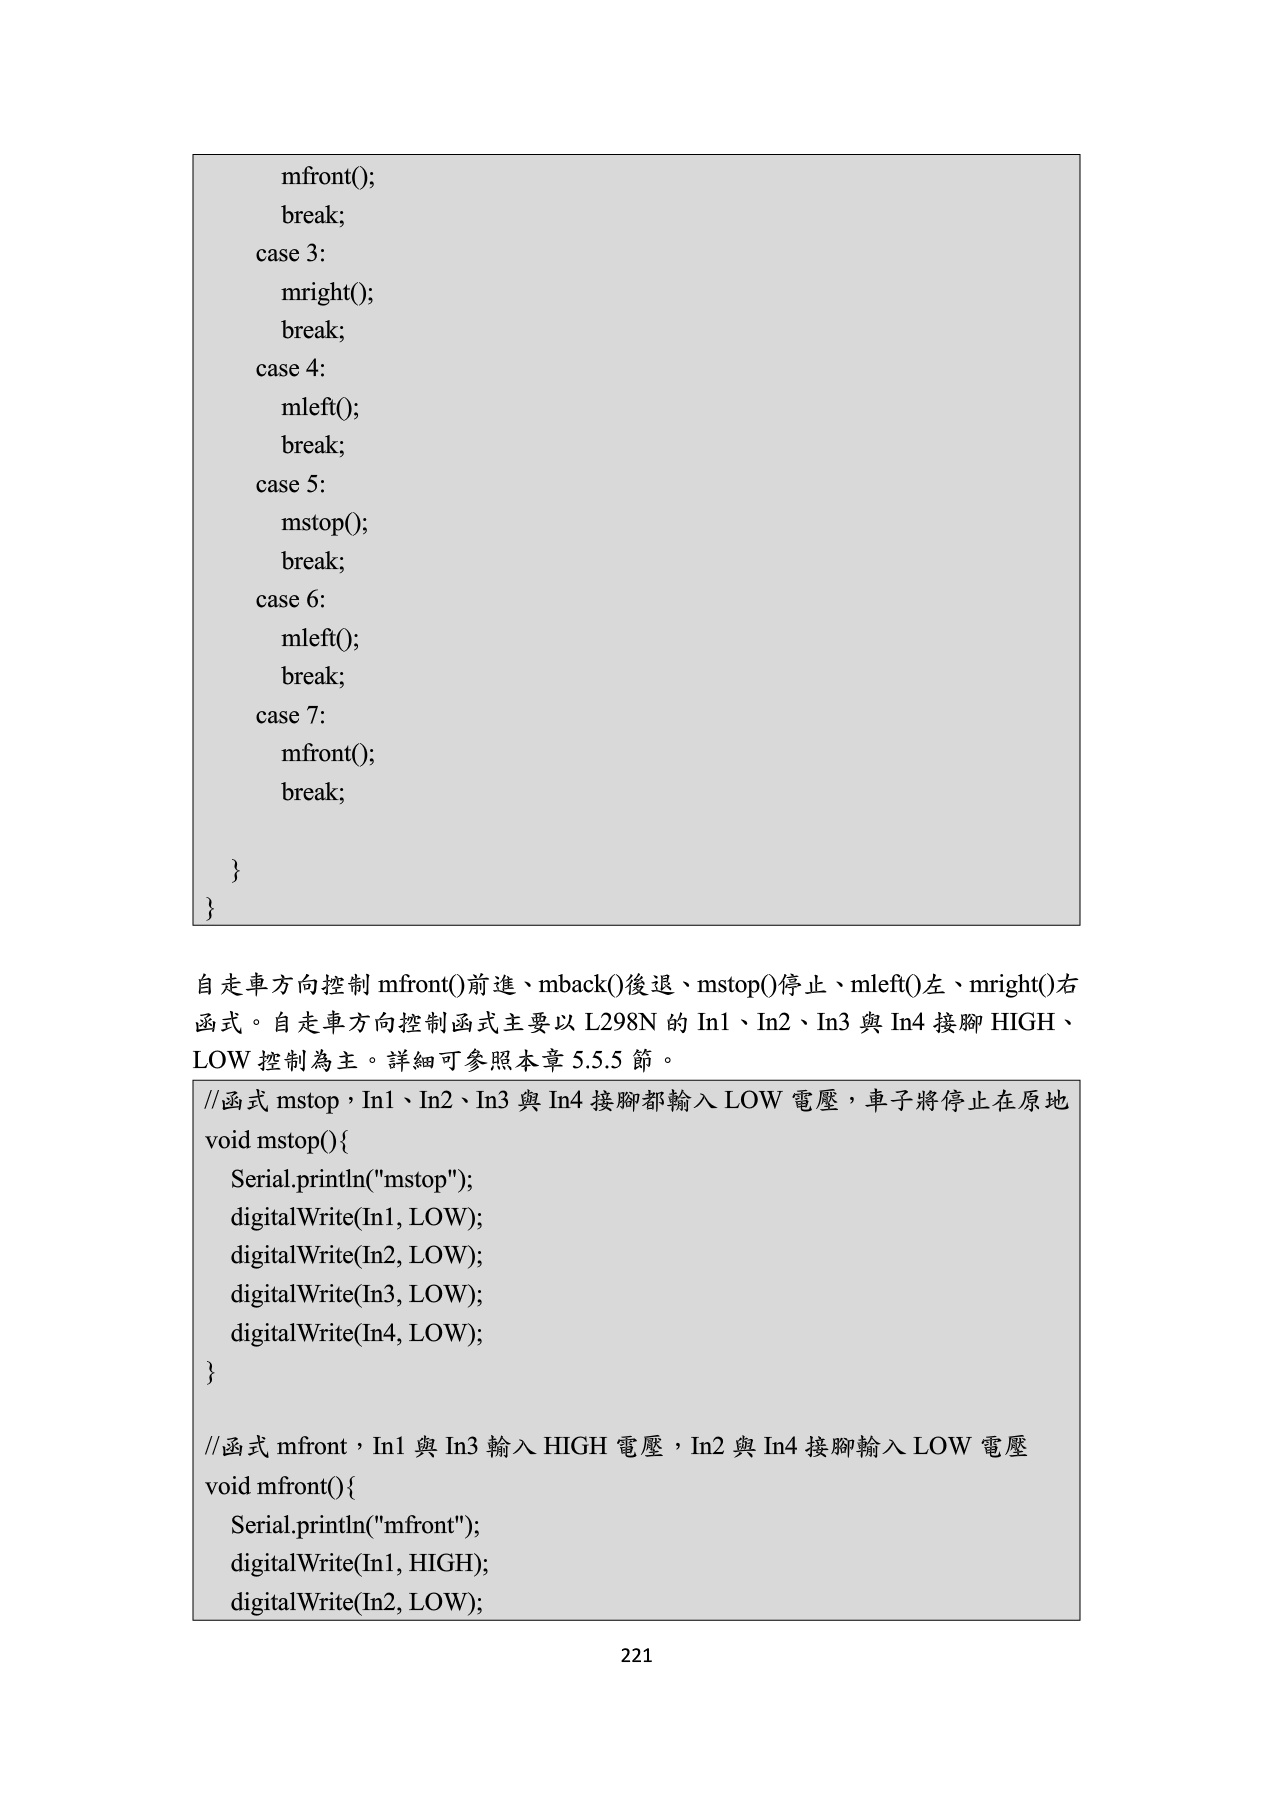 mfront();
break;
case 3:
mright();
break;
case 4:
mleft();
break;
case 5:
mstop();
break;
case 6:
mleft();
break;
case 7:
mfront();
break;
}
}
自走車方向控制 mfront()前進、mback()後退、mstop()停止、mleft()左、mright()右
函式。自走車方向控制函式主要以 L298N 的 In1、In2、In3 與 In4 接腳 HIGH、
LOW 控制為主。詳細可參照本章 5.5.5 節。
//函式 mstop，In1、In2、In3 與 In4 接腳都輸入 LOW 電壓，車子將停止在原地
void mstop(){
Serial.println("mstop");
digitalWrite(In1, LOW);
digitalWrite(In2, LOW);
digitalWrite(In3, LOW);
digitalWrite(In4, LOW);
}
//函式 mfront，In1 與 In3 輸入 HIGH 電壓，In2 與 In4 接腳輸入 LOW 電壓
void mfront(){
Serial.println("mfront");
digitalWrite(In1, HIGH);
digitalWrite(In2, LOW);
221